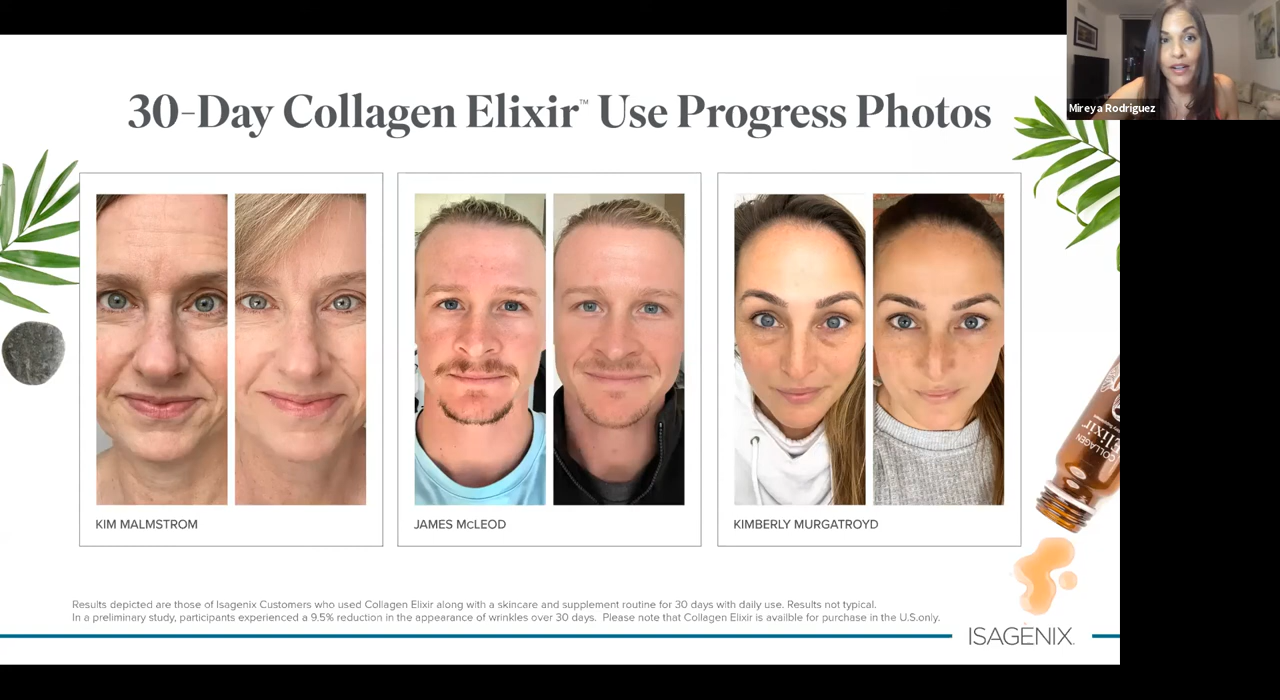 Mireya Rodriguez
30-Day Collagen Elixir™ Use Progress Photos
KIM MALMSTROM
JAMES McLEOD
KIMBERLY MURGATROYD
COLLAGEN
elixir
Results depicted are those of Isagenix Customers who used Collagen Elixir along with a skincare and supplement routine for 30 days with daily use. Results not typical.
In a preliminary study, participants experienced a 9.5% reduction in the appearance of wrinkles over 30 days. Please note that Collagen Elixir is availble for purchase in the U.S.only.
ISAGENIX.